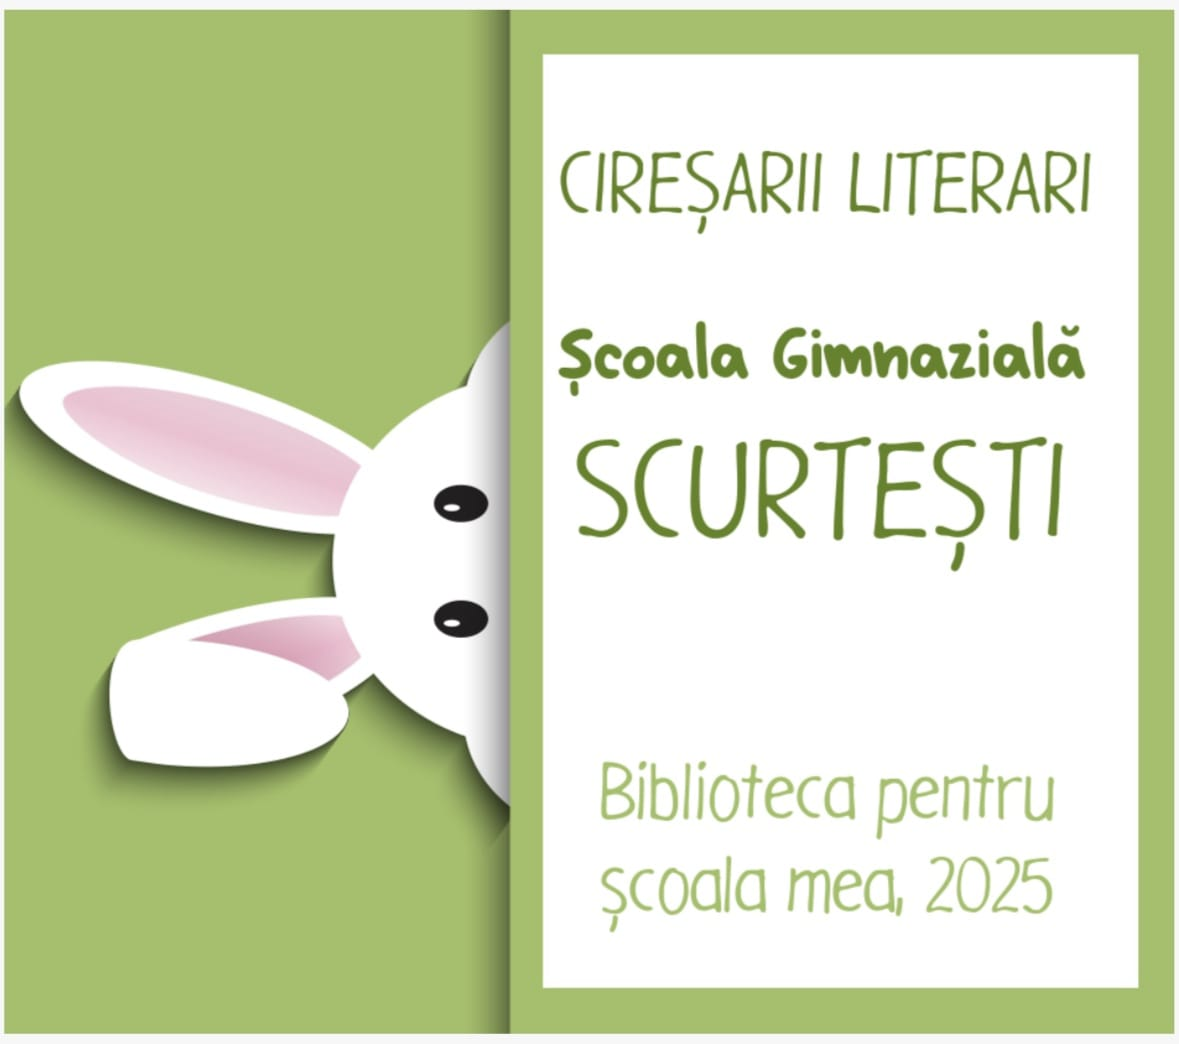 CIREȘARII LITERARI
Școala Gimnazială
SCURTEȘTI
Biblioteca pentru
școala mea, 2025